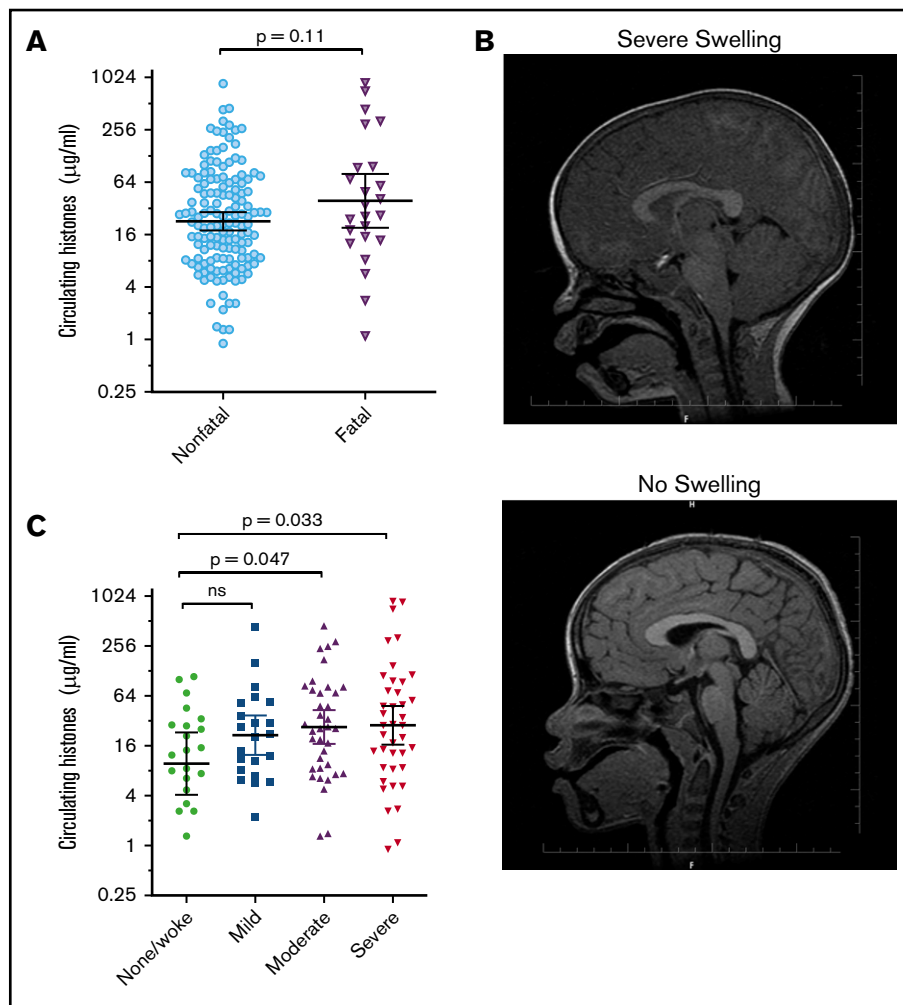 A
p = 0.11
Circulating histones (µg/ml)
1024
256
64
16
4
1
0.25
Nonfatal
Fatal
B
Severe Swelling
F
No Swelling
H
F
C
p = 0.033
p = 0.047
ns
Circulating histones (µg/ml)
1024
256
64
16
4
1
0.25
None/woke
Mild
Moderate
Severe